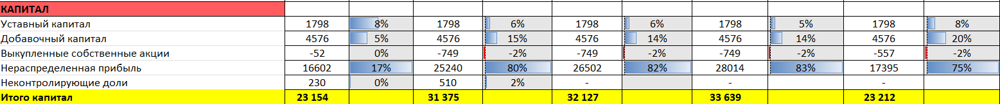 КАПИТАЛ
Уставный капитал 1798 8% 1798 6% 1798 6% 1798 5% 1798 8%
Добавочный капитал 4576 5% 4576 15% 4576 14% 4576 14% 4576 20%
Выкупленные собственные акции -52 0% -749 -2% -749 -2% -749 -2% -557 -2%
Нераспределенная прибыль 16602 17% 25240 80% 26502 82% 28014 83% 17395 75%
Неконтролирующие доли 230 0% 510 2% - - -
Итого капитал 23 154 31 375 32 127 33 639 23 212